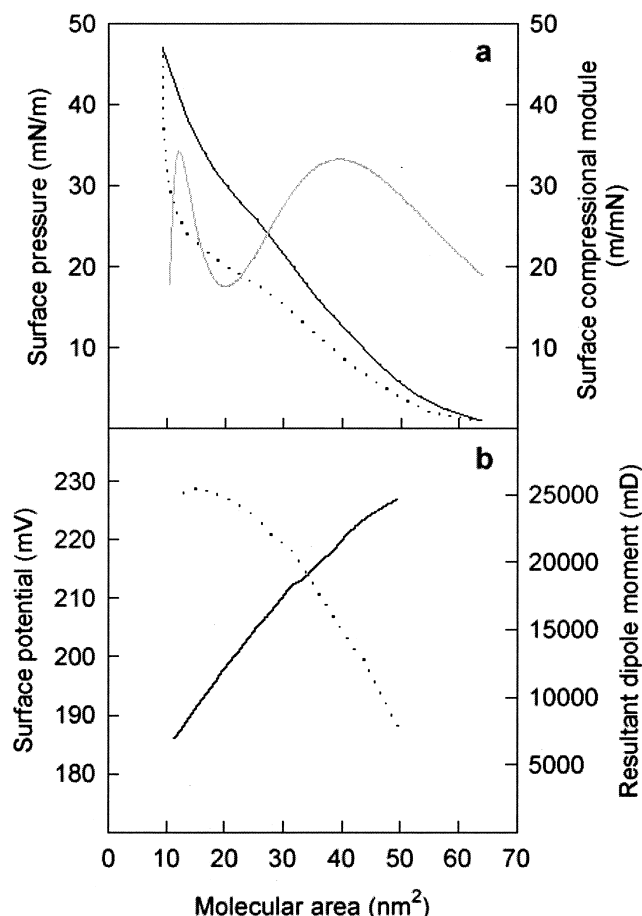 50
40
30
20
10
Surface pressure (mN/m)
a
50
40
30
20
10
Surface compressional module
(m/mN)
230
220
210
200
190
180
Surface potential (mV)
b
25000
20000
15000
10000
5000
Resultant dipole moment (mD)
0 10 20 30 40 50 60 70
Molecular area (nm²)